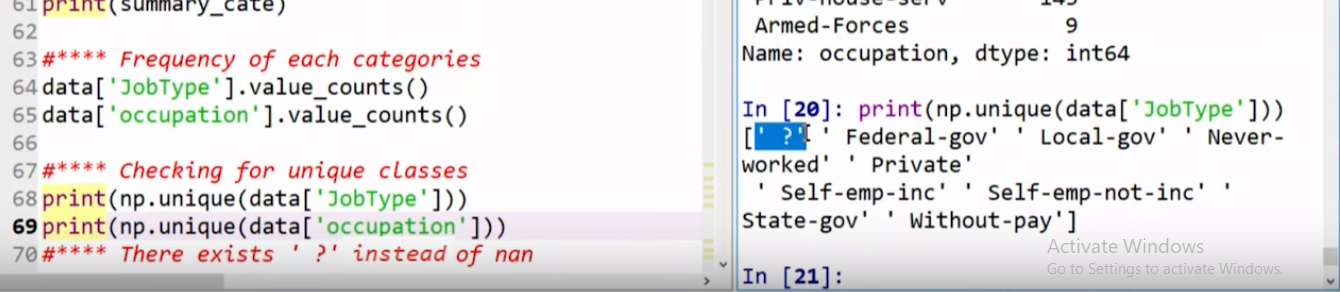 61 print(summary_cate)
62
63 #**** Frequency of each categories
64 data['JobType'].value_counts()
65 data['occupation'].value_counts()
66
67 #**** Checking for unique classes
68 print(np.unique(data['JobType']))
69 print(np.unique(data['occupation']))
70 #**** There exists ' ?' instead of nan
Priv-house-serv 149
Armed-Forces 9
Name: occupation, dtype: int64
In [20]: print(np.unique(data['JobType']))
[' ?' ' Federal-gov' ' Local-gov' ' Never-
worked' ' Private'
' Self-emp-inc' ' Self-emp-not-inc' '
State-gov' ' Without-pay']
Activate Windows
Go to Settings to activate Windows.
In [21]: